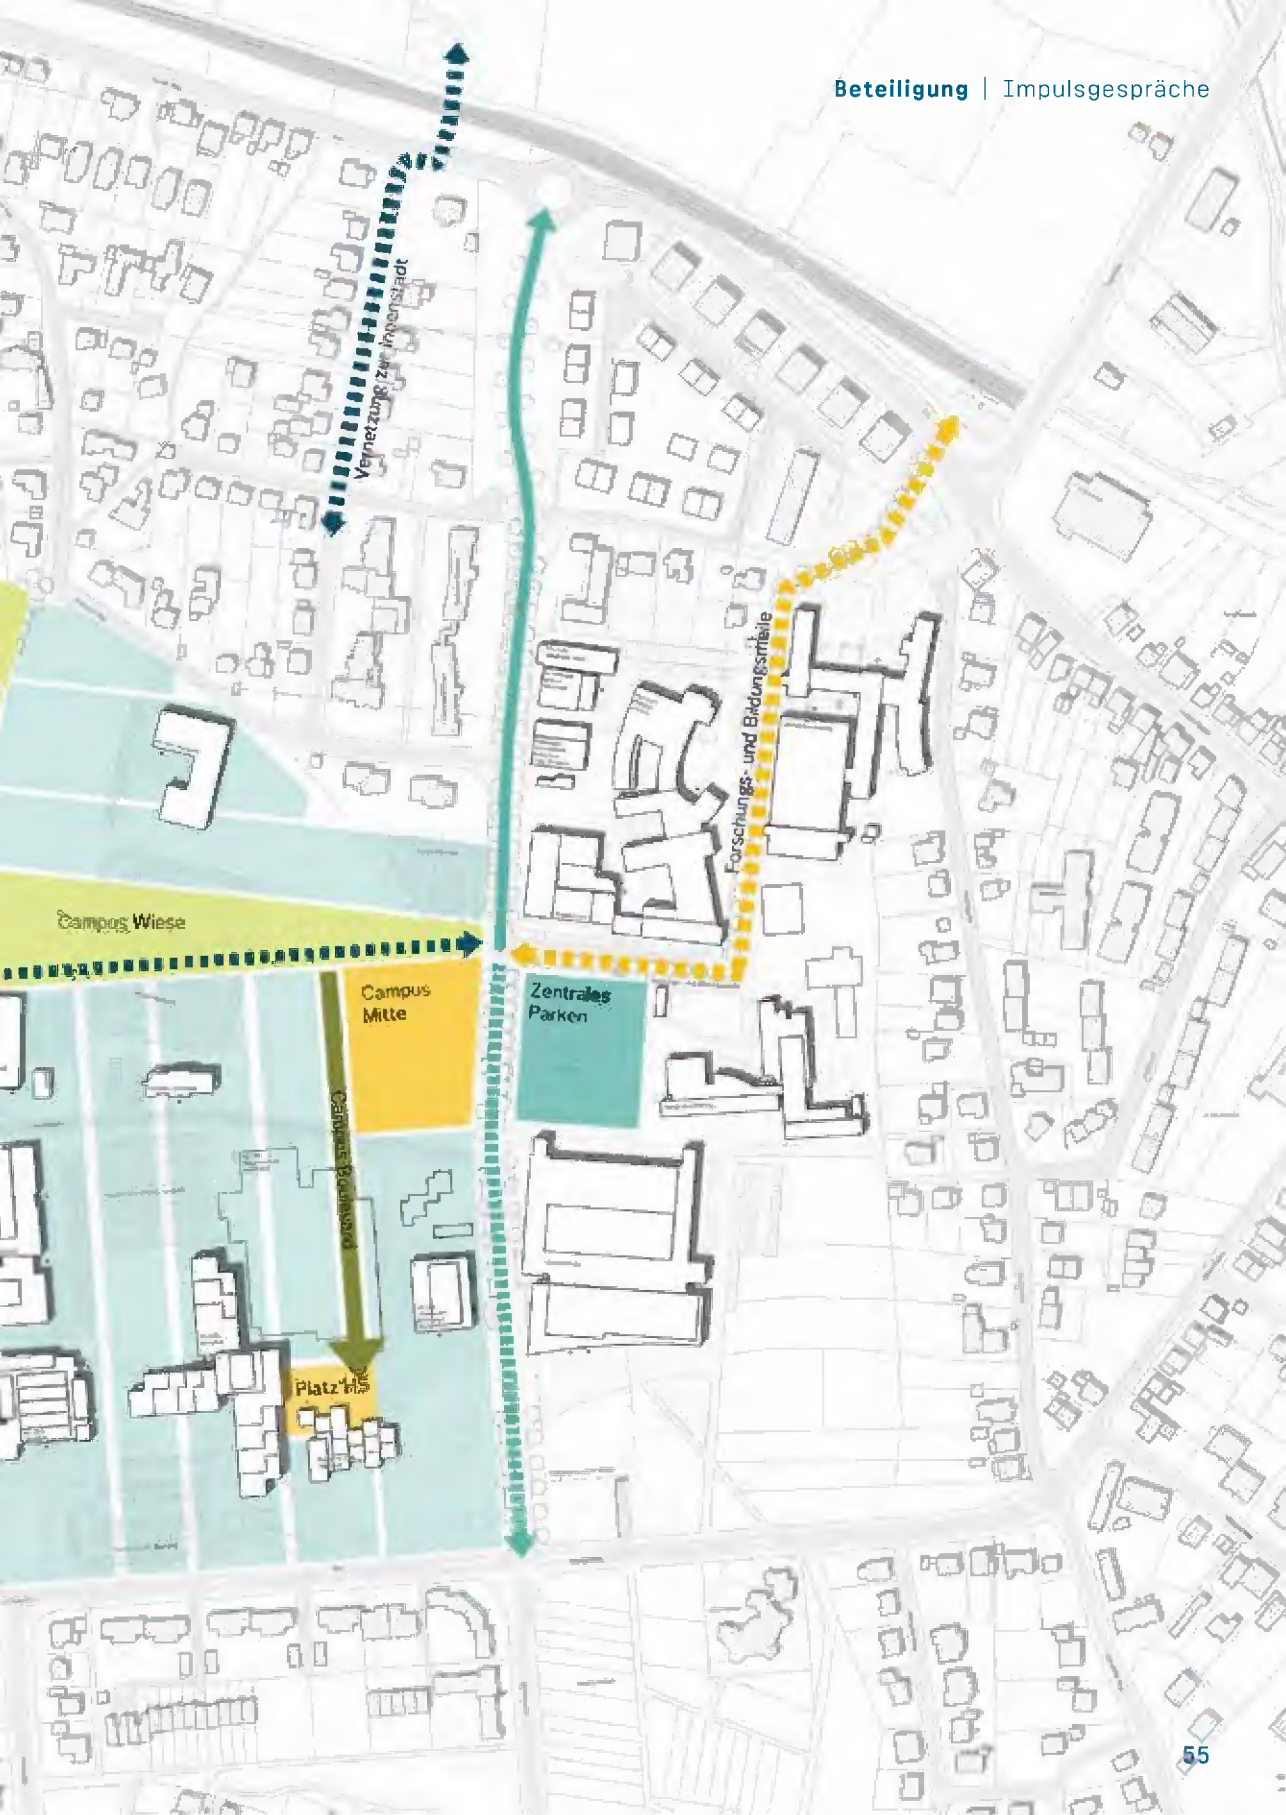 Beteiligung | Impulsgespräche
Vernetzung zur Innenstadt
Forschungs- und Bildungsmeile
Campus Wiese
Campus
Mitte
Zentrales
Parken
Campus Boulevard
Platz HS
55